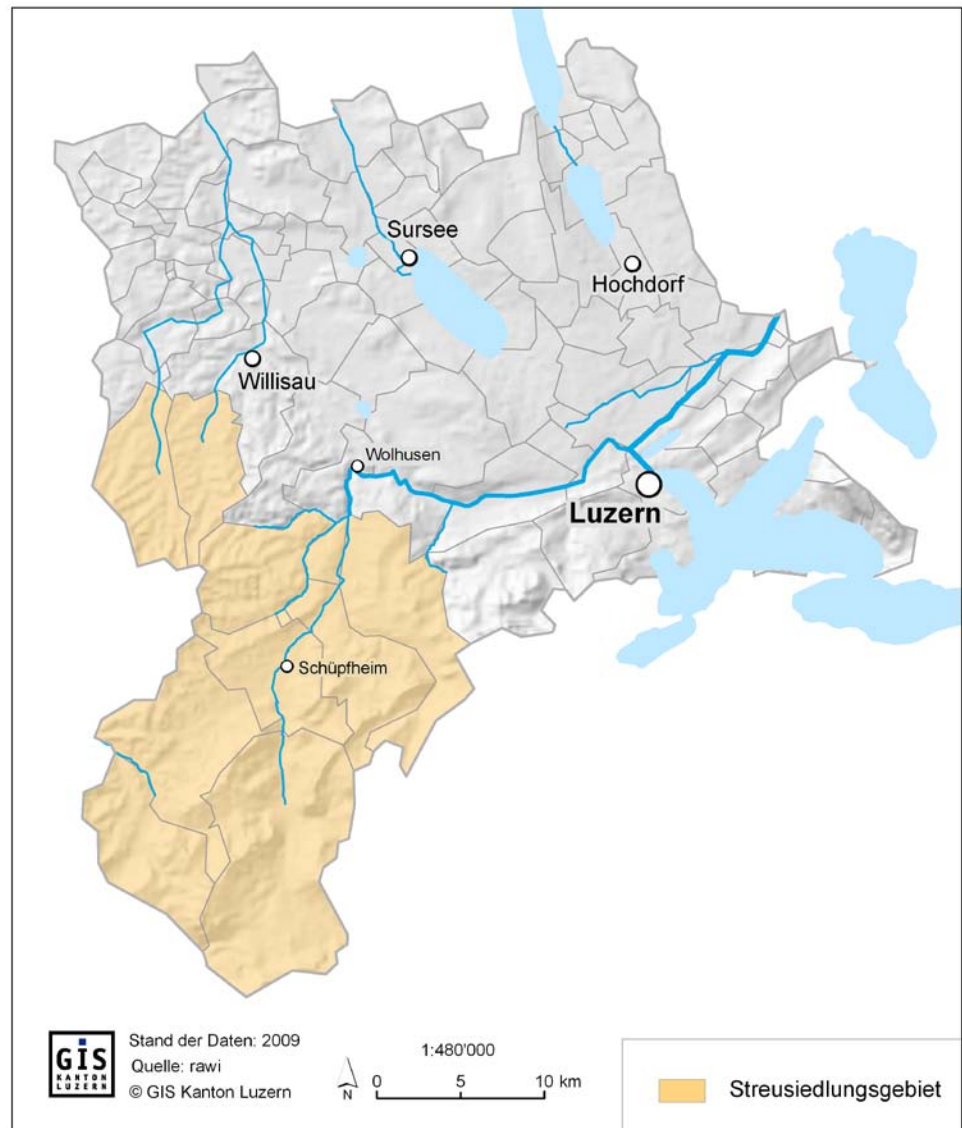 Sursee
Hochdorf
Willisau
Wolhusen
Luzern
Schüpfheim
GIS
KANTON
LUZERN
Stand der Daten: 2009
Quelle: rawi
© GIS Kanton Luzern
N
1:480'000
0 5 10 km
Streusiedlungsgebiet